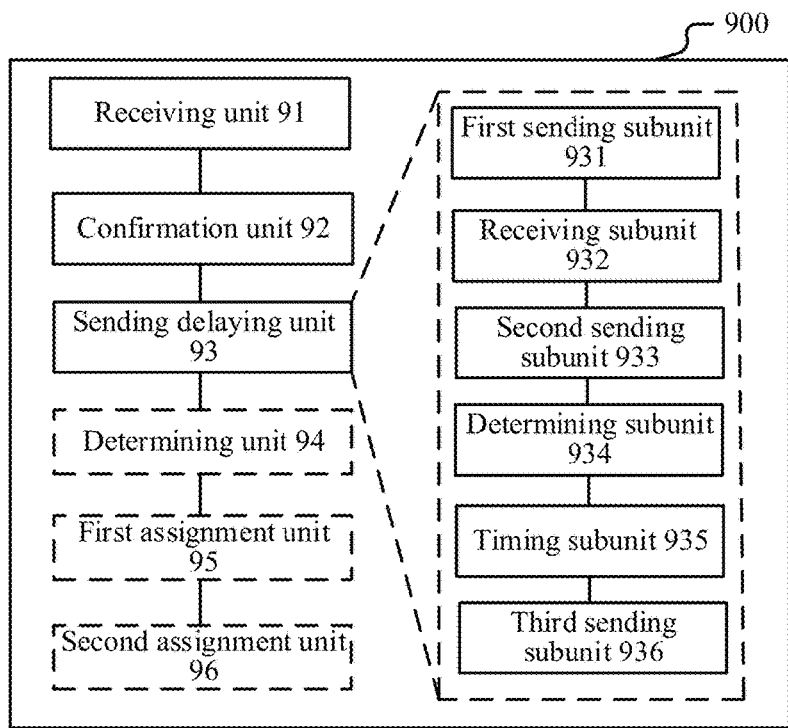 900
Receiving unit 91
Confirmation unit 92
Sending delaying unit
93
Determining unit 94
First assignment unit
95
Second assignment unit
96
First sending subunit
931
Receiving subunit
932
Second sending
subunit 933
Determining subunit
934
Timing subunit 935
Third sending
subunit 936